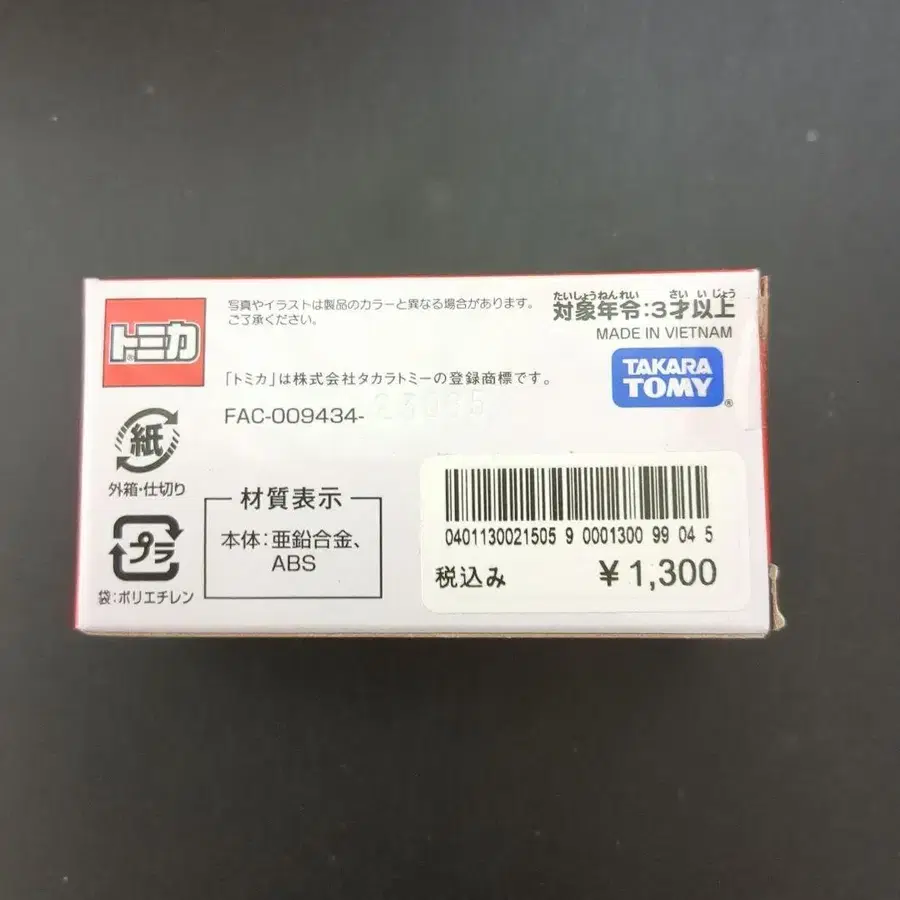 トミカ®
写真やイラストは製品のカラーと異なる場合があります。
ご了承ください。
たいしょうねんれい さいいじょう
対象年令:3才以上
MADE IN VIETNAM
TAKARA
TOMY®
「トミカ」は株式会社タカラトミーの登録商標です。
FAC-009434-
紙
外箱・仕切り
プラ
袋:ポリエチレン
材質表示
本体:亜鉛合金、
ABS
0401130021505 9 0001300 99 04 5
税込み ¥1,300